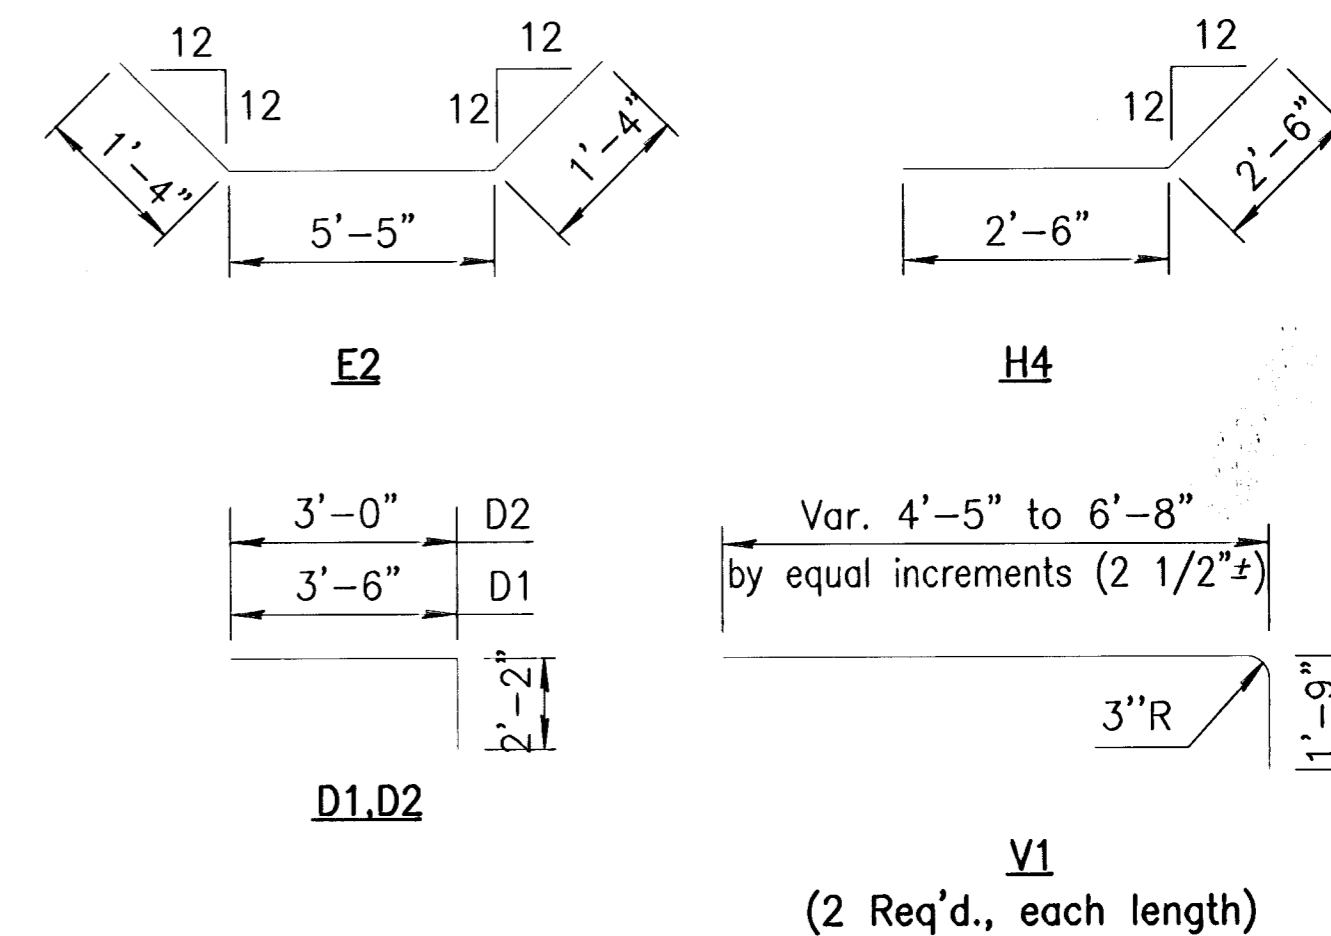 12
12
12
12
1'-4"
1'-4"
5'-5"
E2
12
12
2'-6"
2'-6"
H4
3'-0" D2
3'-6" D1
2'-2"
D1,D2
Var. 4'-5" to 6'-8"
by equal increments (2 1/2"±)
3''R
1'-9"
V1
(2 Req'd., each length)